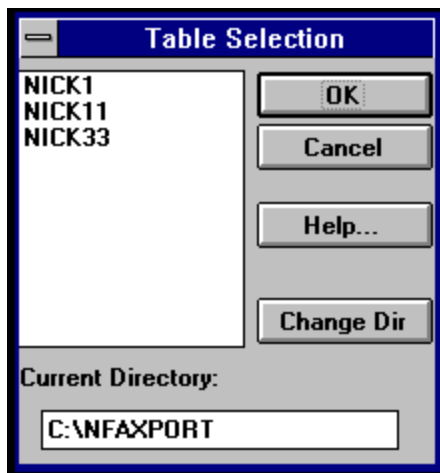 Table Selection
NICK1
NICK11
NICK33
OK
Cancel
Help...
Change Dir
Current Directory:
C:\NFAXPORT